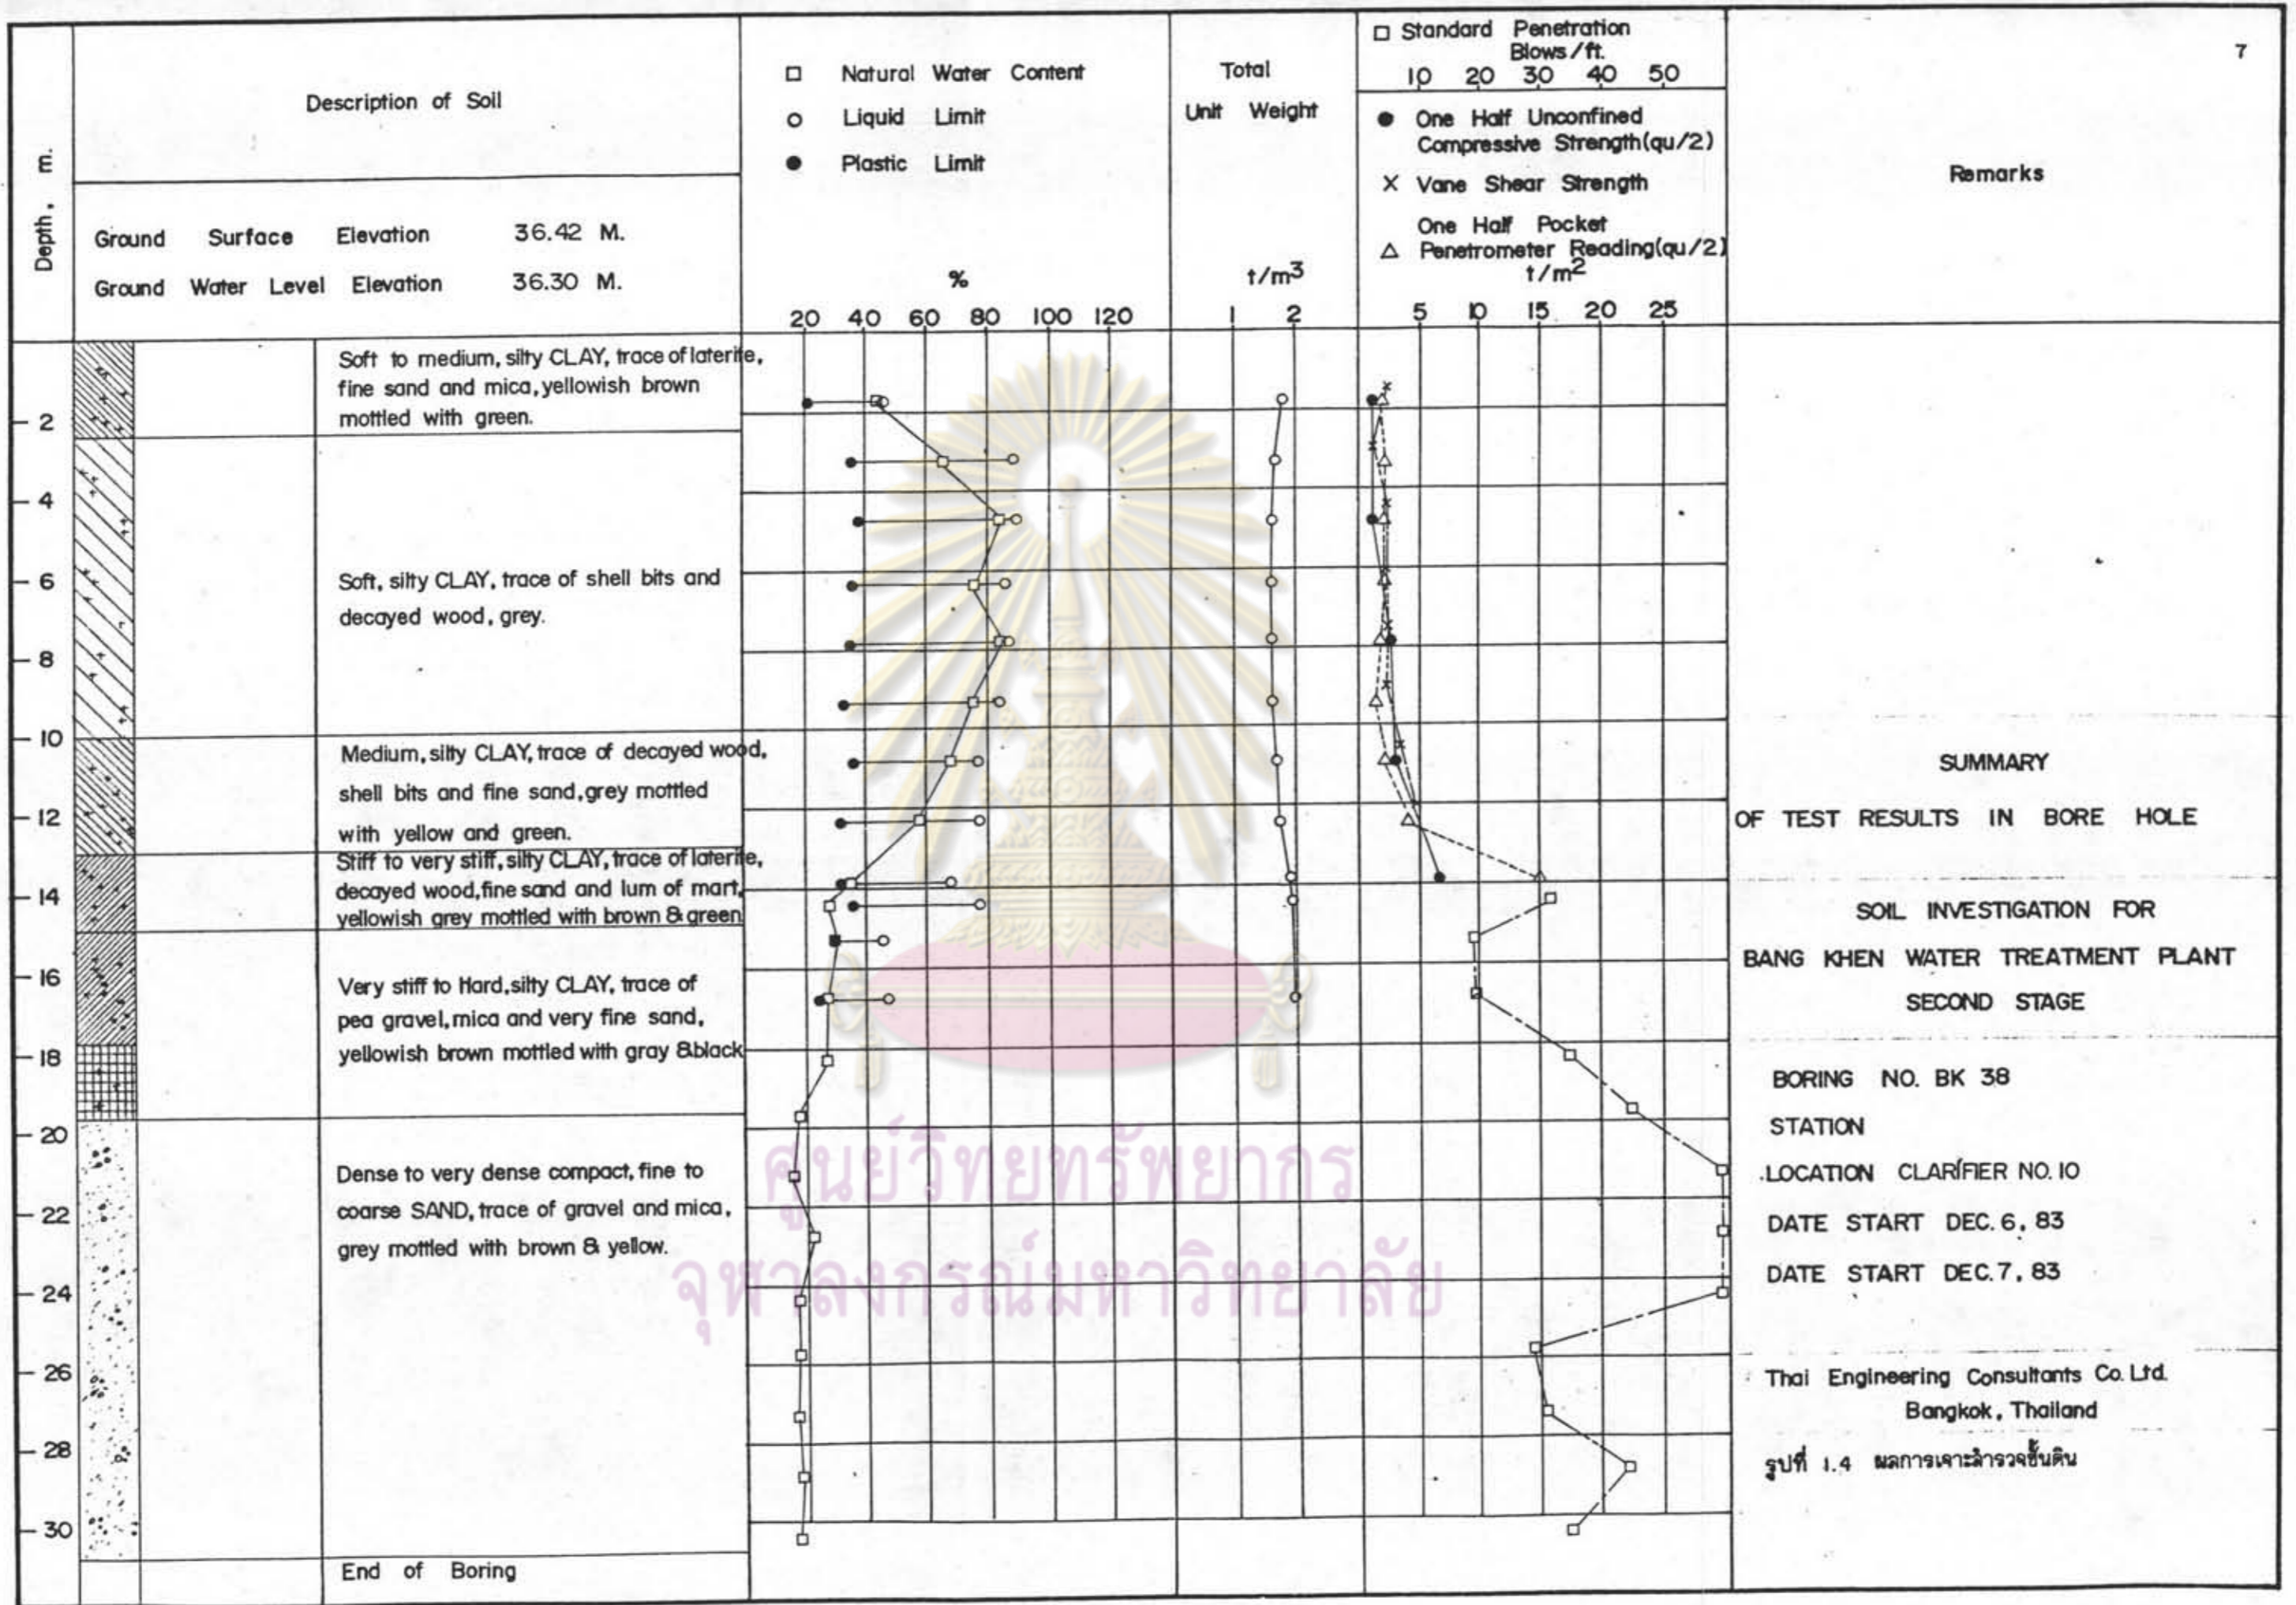 7
Depth, m.
Description of Soil
Ground Surface Elevation 36.42 M.
Ground Water Level Elevation 36.30 M.
□ Natural Water Content
○ Liquid Limit
● Plastic Limit
%
20 40 60 80 100 120
Total
Unit Weight
t/m³
1 2
□ Standard Penetration
Blows/ft.
10 20 30 40 50
● One Half Unconfined
Compressive Strength(qu/2)
X Vane Shear Strength
One Half Pocket
△ Penetrometer Reading(qu/2)
t/m²
5 10 15 20 25
Remarks
Soft to medium, silty CLAY, trace of laterite,
fine sand and mica, yellowish brown
mottled with green.
Soft, silty CLAY, trace of shell bits and
decayed wood, grey.
Medium, silty CLAY, trace of decayed wood,
shell bits and fine sand, grey mottled
with yellow and green.
Stiff to very stiff, silty CLAY, trace of laterite,
decayed wood, fine sand and lum of mart,
yellowish grey mottled with brown & green
Very stiff to Hard, silty CLAY, trace of
pea gravel, mica and very fine sand,
yellowish brown mottled with gray & black
Dense to very dense compact, fine to
coarse SAND, trace of gravel and mica,
grey mottled with brown & yellow.
End of Boring
2
4
6
8
10
12
14
16
18
20
22
24
26
28
30
ศูนย์วิทยทรัพยากร
จุฬาลงกรณ์มหาวิทยาลัย
SUMMARY
OF TEST RESULTS IN BORE HOLE
SOIL INVESTIGATION FOR
BANG KHEN WATER TREATMENT PLANT
SECOND STAGE
BORING NO. BK 38
STATION
LOCATION CLARIFIER NO. 10
DATE START DEC. 6, 83
DATE START DEC. 7, 83
Thai Engineering Consultants Co. Ltd.
Bangkok, Thailand
รูปที่ 1.4 ผลการเจาะสำรวจชั้นดิน